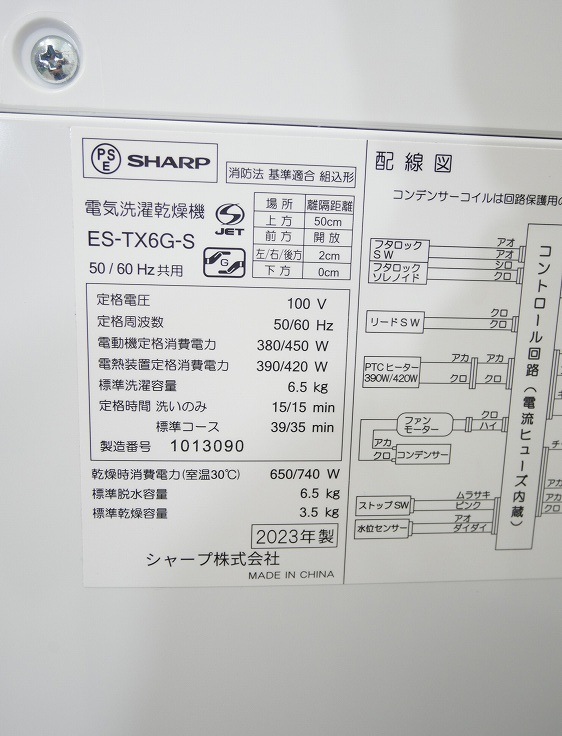 PSE SHARP
消防法 基準適合 組込形
電気洗濯乾燥機
ES-TX6G-S
50/60Hz共用
S JET
G
場所 離隔距離
上方 50cm
前方 開放
左/右/後方 2cm
下方 0cm
定格電圧 100 V
定格周波数 50/60 Hz
電動機定格消費電力 380/450 W
電熱装置定格消費電力 390/420 W
標準洗濯容量 6.5 kg
定格時間 洗いのみ 15/15 min
標準コース 39/35 min
製造番号 1013090
乾燥時消費電力(室温30℃) 650/740 W
標準脱水容量 6.5 kg
標準乾燥容量 3.5 kg
2023年製
シャープ株式会社
MADE IN CHINA
配線図
コンデンサーコイルは回路保護用の
フタロック
SW
アオ
アオ
フタロック
ソレノイド
シロ
クロ
リードSW
クロ
クロ
PTCヒーター
390W/420W
アカ アカ
クロ クロ
ファン
モーター
クロ
ハイ
アカ
クロ
コンデンサー
ストップSW
ムラサキ
ピンク
水位センサー
アオ
ダイダイ
コントロール回路(電流ヒューズ内蔵)
アカ
クロ